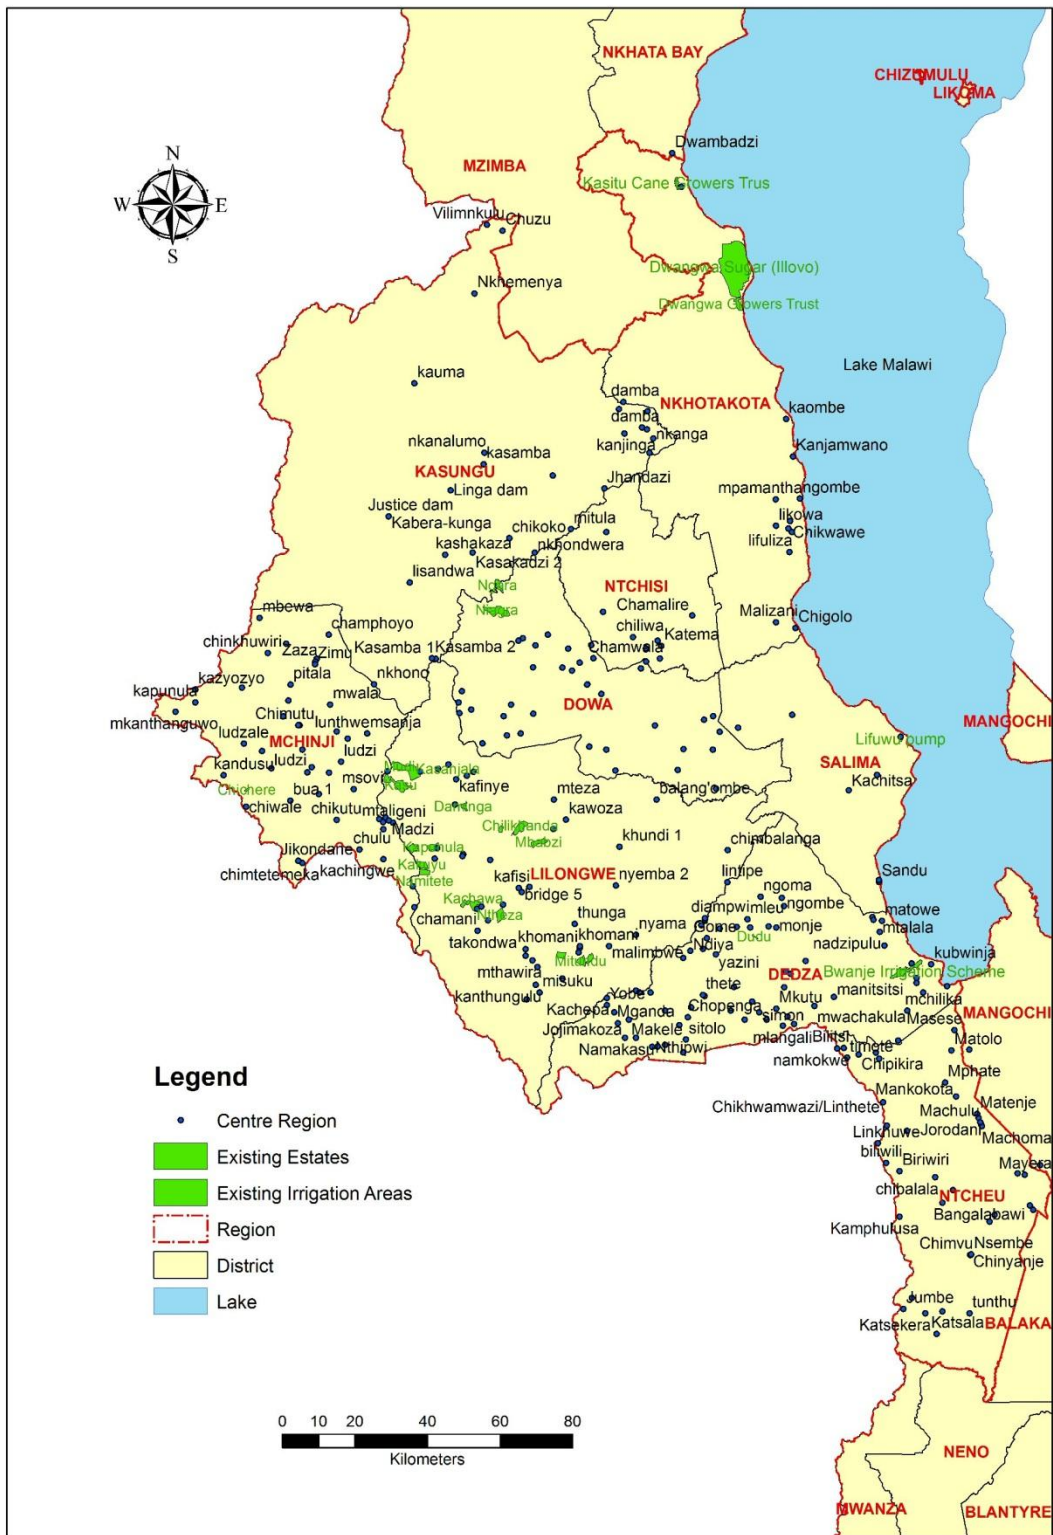 NKHATA BAY
CHIZUMULU
LIKOMA
Dwambadzi
MZIMBA
Kasitu Cane Growers Trus
N
W
E
S
Vilimnkulu
Chuzu
Dwangwa Sugar (Illovo)
Nkhemenya
Dwangwa Growers Trust
Lake Malawi
kauma
damba
NKHOTAKOTA
kaombe
damba
nkanga
nkanalumo
kanjinga
Kanjamwano
kasamba
KASUNGU
Jhandazi
Linga dam
mpamanthangombe
Justice dam
Kabera-kunga
chikoko
mitula
likowa
Chikwawe
kashakaza
nkhondwera
lifuliza
Kasakadzi 2
lisandwa
NTCHISI
mbewa
Chamalire
Malizani
Chigolo
champhoyo
chiliwa
Katema
chinkhuwiri
Zaza
Zimu
Kasamba 1
Kasamba 2
Chamwala
pitala
nkhono
kazyozyo
kapunula
mwala
DOWA
mkanthanguwo
Chimutu
lunthwemsanja
MANGOCHI
ludzale
MCHINJI
ludzi
Lifuwu pump
kandusu
ludzi
SALIMA
Kasanjala
Kachitsa
Chichere
msovi
kafinye
bua 1
mteza
balang'ombe
chiwale
chikutu
mtaligeni
kawoza
Chilikhanda
Madzi
Mbabzi
chulu
khundi 1
chimbalanga
Jikondane
chimtetemeka
kachingwe
Namitete
kafisi
LILONGWE
nyemba 2
lintipe
Sandu
bridge 5
ngoma
Kachawa
ngombe
chamani
Ntheza
thunga
nyama
diampwimleu
matowe
Gome
monje
mtalala
takondwa
khomani
khomani
Dudu
malimbwe
Ndiya
nadzipulu
yazini
kubwinja
mthawira
Bwanje Irrigation Scheme
misuku
DEDZA
thete
manitsitsi
kanthungulu
Yobe
Mkutu
mchilika
MANGOCHI
Kachepa
Mganda
Chopenga
mwachakula
Masese
simon
Jojimakoza
Makele
sitolo
mlangali
Matolo
Namakasu
Nthipwi
timote
namkokwe
Chipikira
Mphate
Mankokota
Chikhwamwazi/Linthete
Machulu
Matenje
Linkhuwe
Jorodani
Machoma
biliwili
Biriwiri
Mayera
chibalala
NTCHEU
Bangalabawi
Kamphulusa
Chimvu
Nsembe
Chinyanje
Jumbe
tunthu
Katsekera
Katsala
BALAKA
NENO
MWANZA
BLANTYRE
Legend
Centre Region
Existing Estates
Existing Irrigation Areas
Region
District
Lake
0 10 20 40 60 80
Kilometers